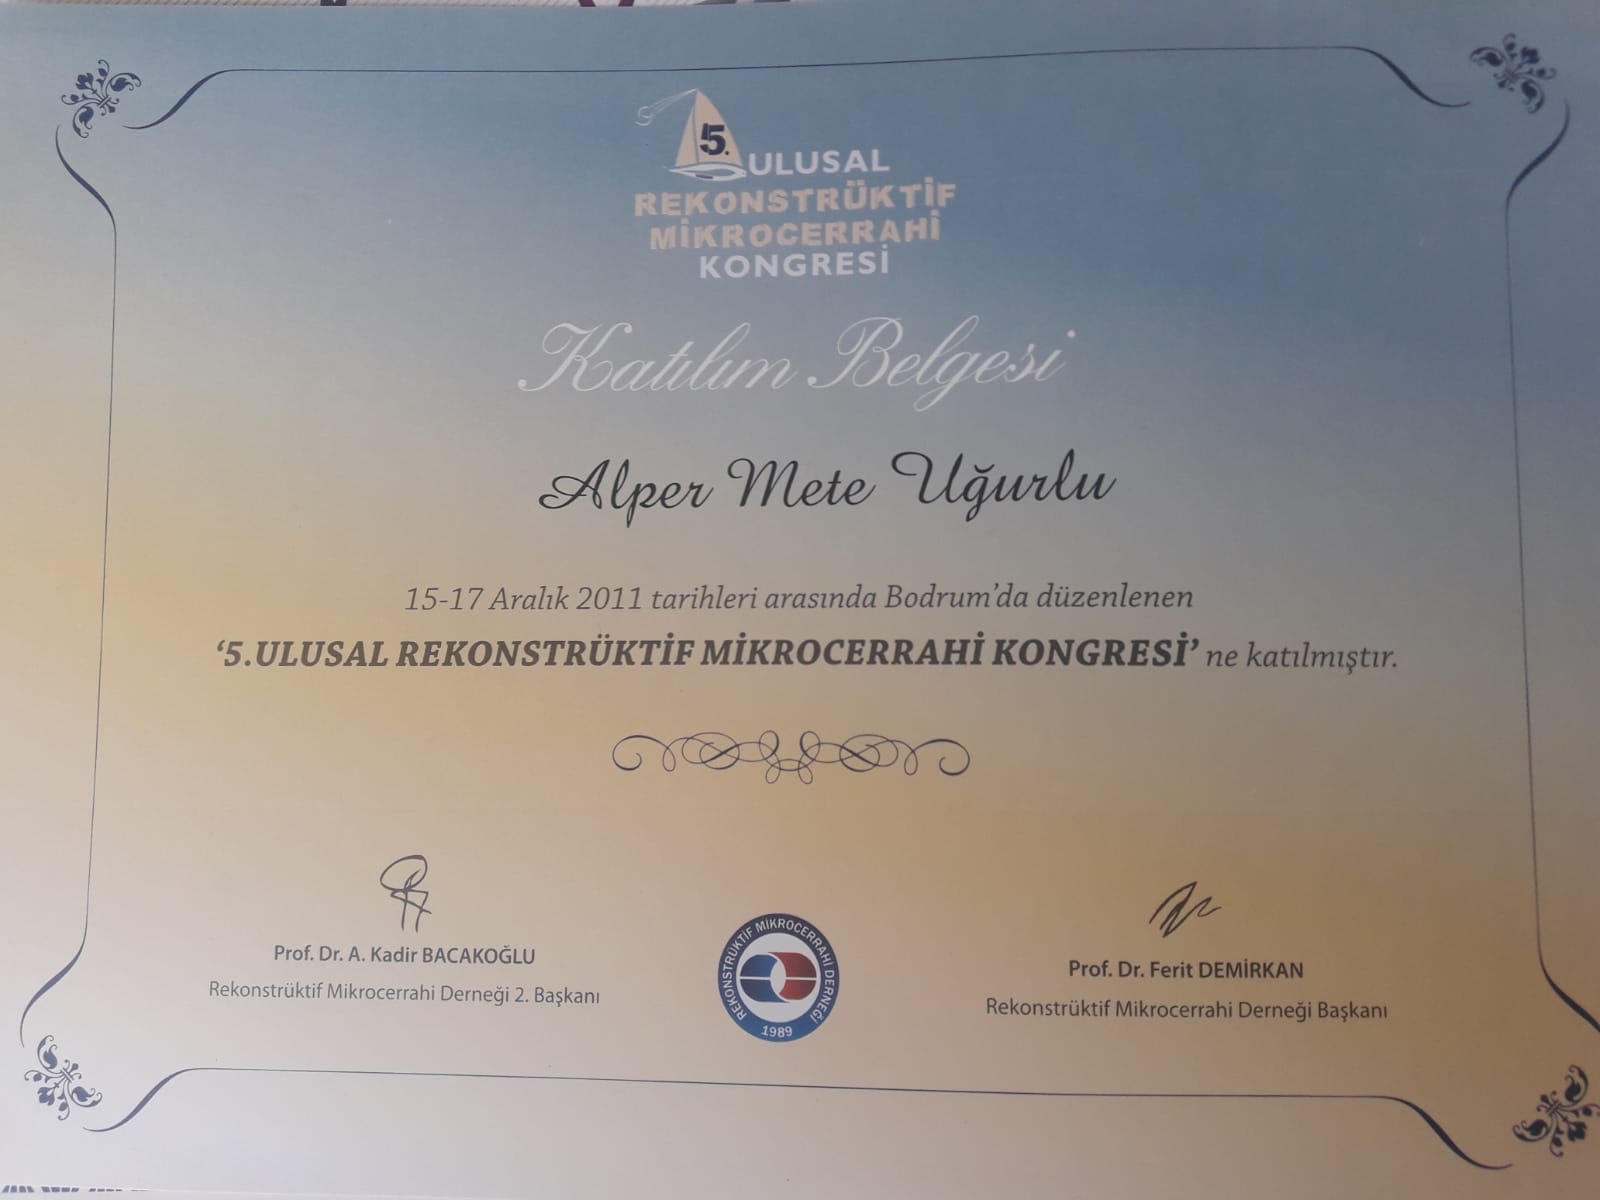 5. ULUSAL
REKONSTRÜKTİF
MİKROCERRAHİ
KONGRESİ
Katılım Belgesi
Alper Mete Uğurlu
15-17 Aralık 2011 tarihleri arasında Bodrum'da düzenlenen
‘5.ULUSAL REKONSTRÜKTİF MİKROCERRAHİ KONGRESİ’ ne katılmıştır.
Prof. Dr. A. Kadir BACAKOĞLU
Rekonstrüktif Mikrocerrahi Derneği 2. Başkanı
REKONSTRÜKTİF MİKROCERRAHİ DERNEĞİ
1989
Prof. Dr. Ferit DEMİRKAN
Rekonstrüktif Mikrocerrahi Derneği Başkanı